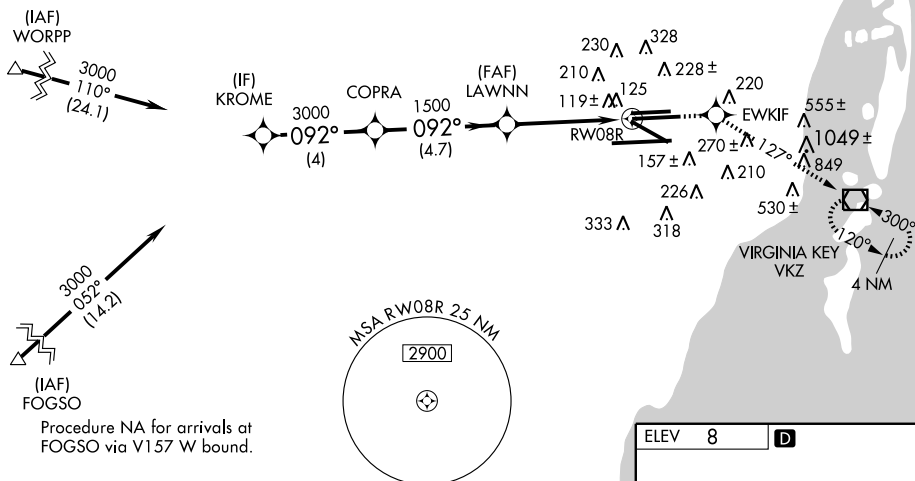 (IAF)
WORPP
3000
110°
(24.1)
(IF)
KROME
3000
092°
(4)
COPRA
1500
092°
(4.7)
(FAF)
LAWNN
230
328
210
228 ±
119 ±
125
220
RW08R
EWKIF
555 ±
270 ±
1049 ±
157 ±
127°
849
210
226
530 ±
333
318
300°
120°
VIRGINIA KEY
VKZ
4 NM
3000
052°
(14.2)
(IAF)
FOGSO
Procedure NA for arrivals at
FOGSO via V157 W bound.
MSA RW08R 25 NM
2900
ELEV 8
D